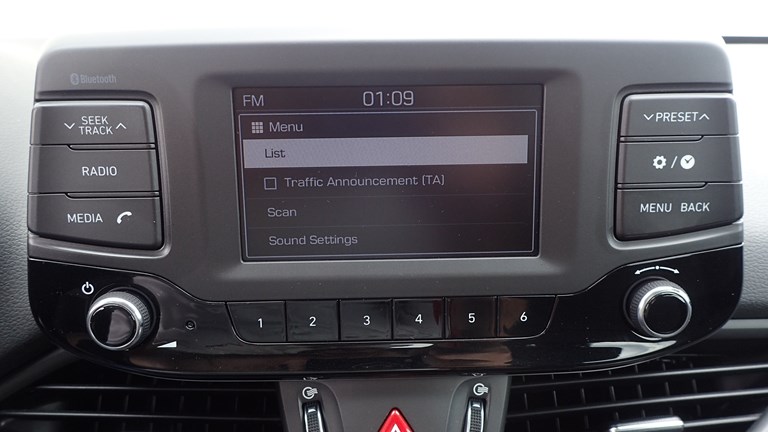 Bluetooth
FM 01:09
Menu
List
Traffic Announcement (TA)
Scan
Sound Settings
SEEK
TRACK
RADIO
MEDIA
PRESET
/
MENU BACK
1 2 3 4 5 6